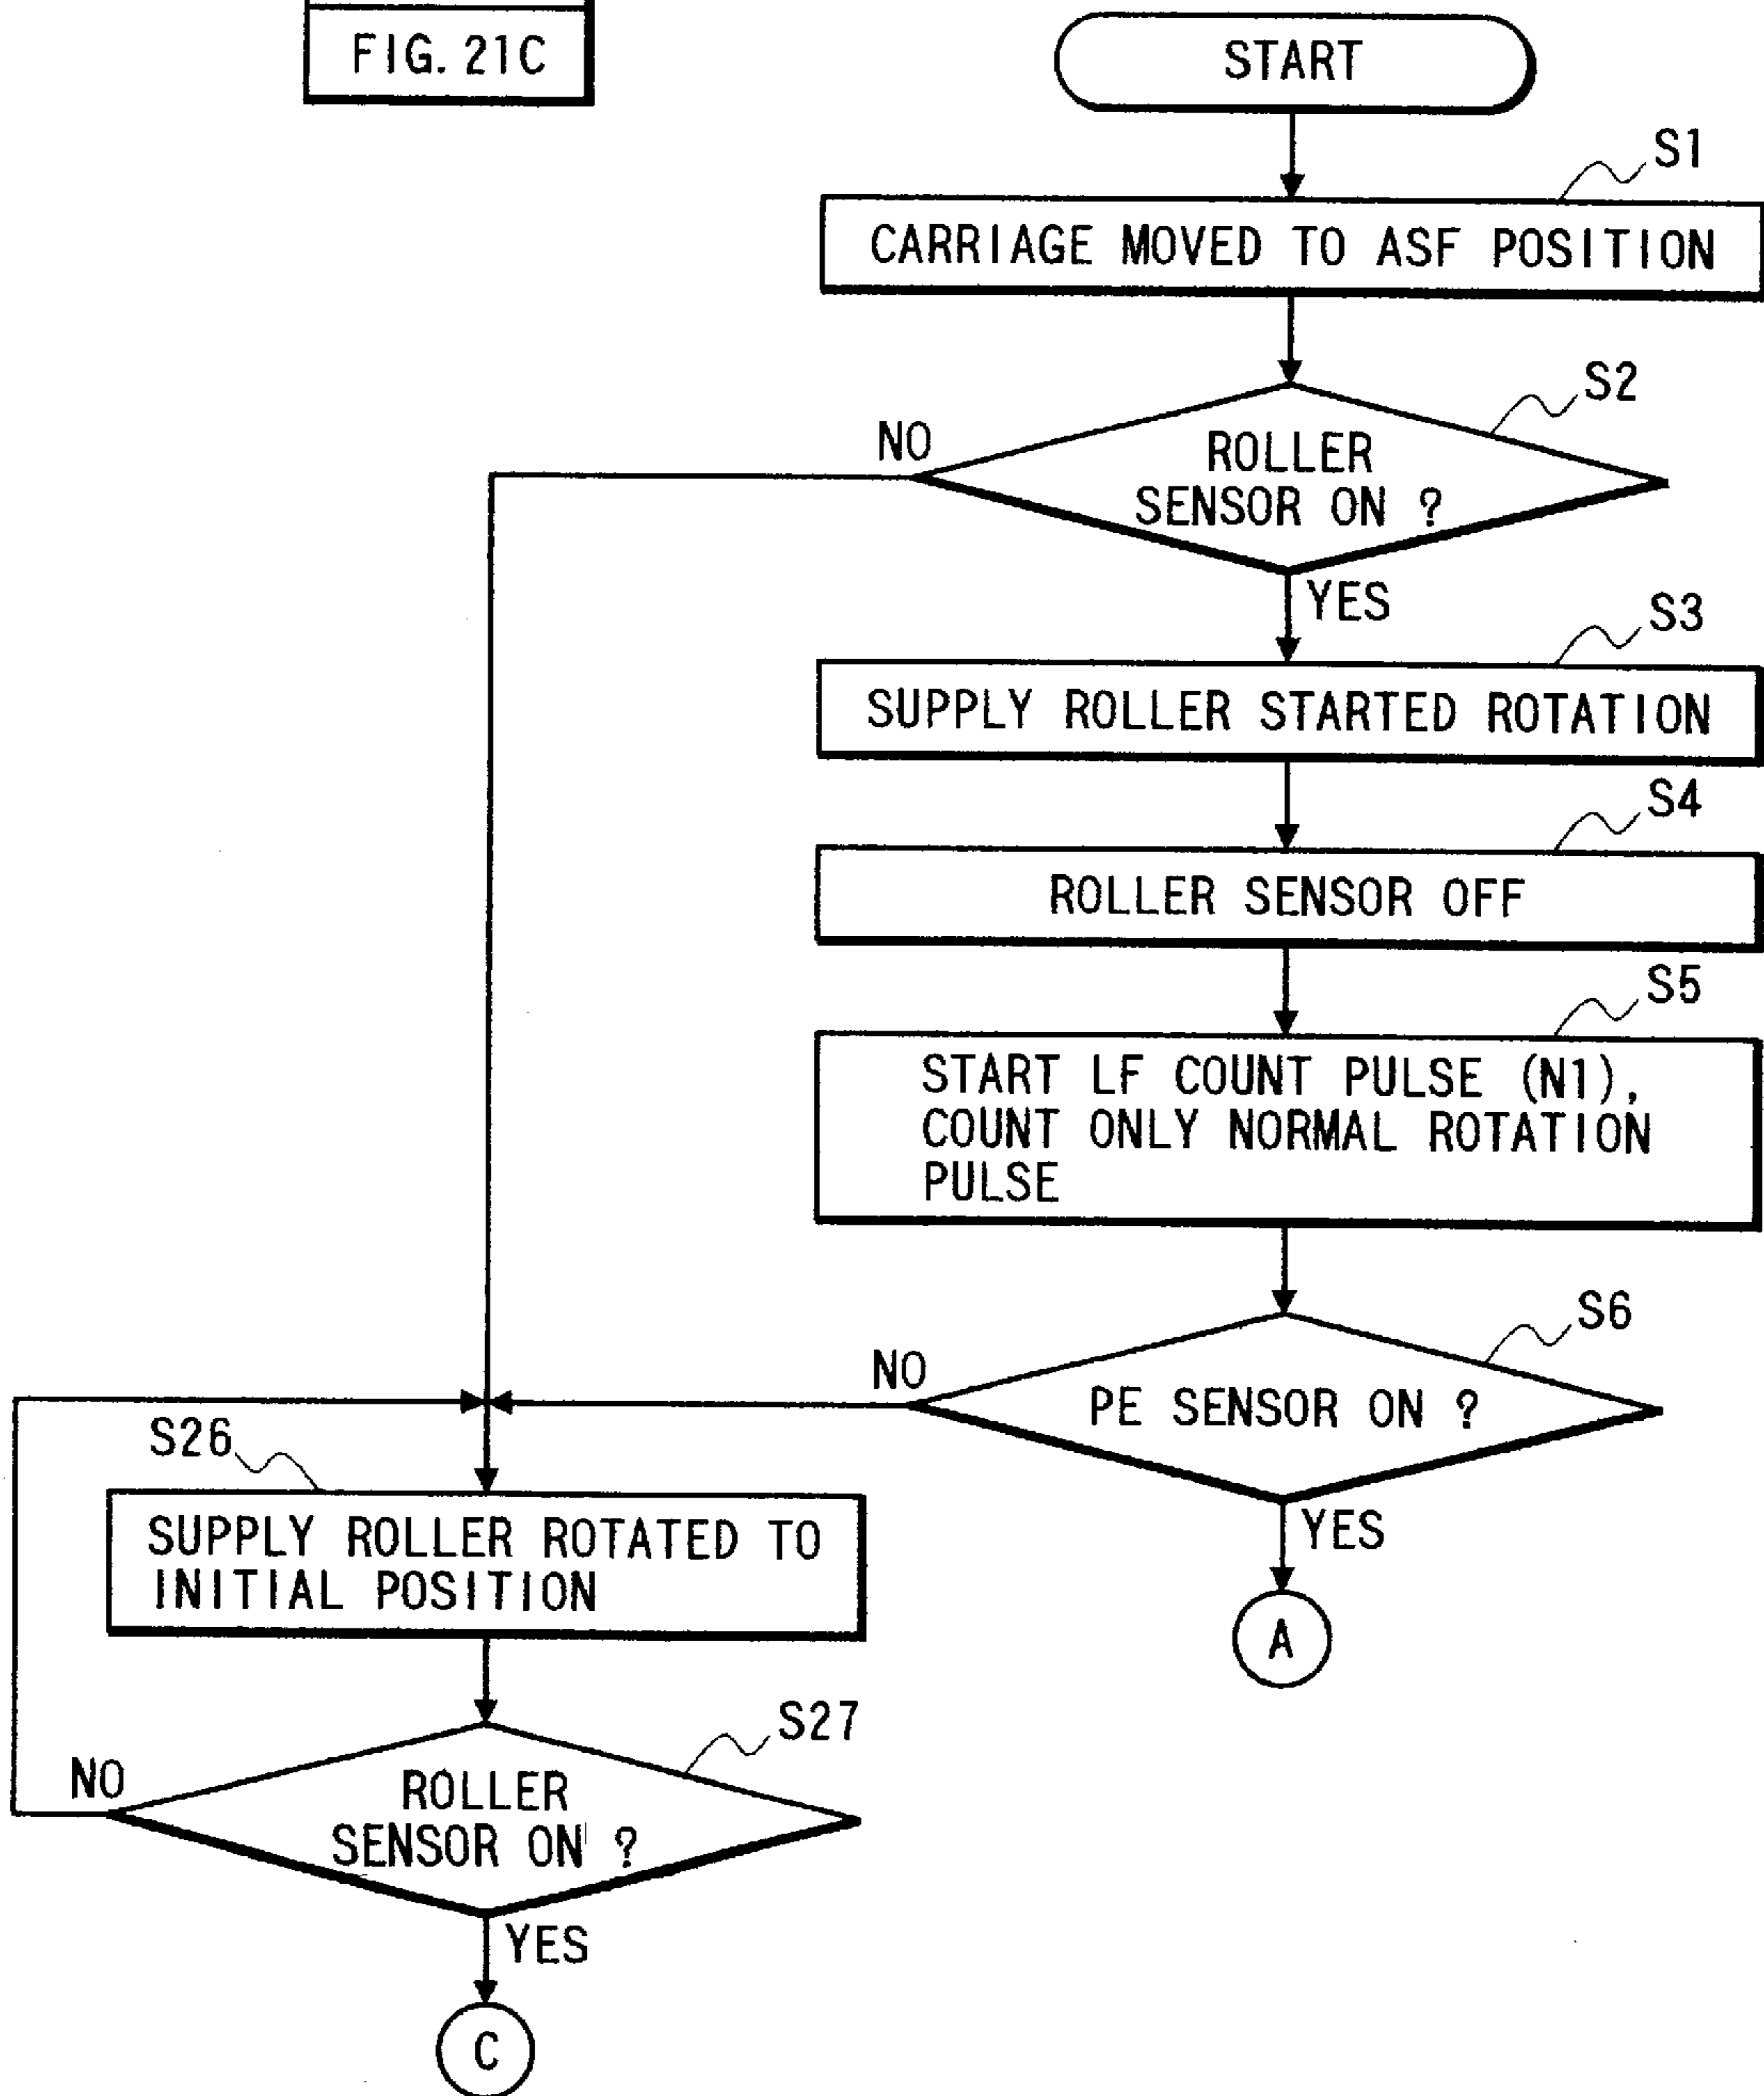 FIG. 21C
START
S1
CARRIAGE MOVED TO ASF POSITION
S2
NO
ROLLER
SENSOR ON ?
YES
S3
SUPPLY ROLLER STARTED ROTATION
S4
ROLLER SENSOR OFF
S5
START LF COUNT PULSE (N1),
COUNT ONLY NORMAL ROTATION
PULSE
S6
NO
PE SENSOR ON ?
YES
A
S26
SUPPLY ROLLER ROTATED TO
INITIAL POSITION
S27
NO
ROLLER
SENSOR ON ?
YES
C